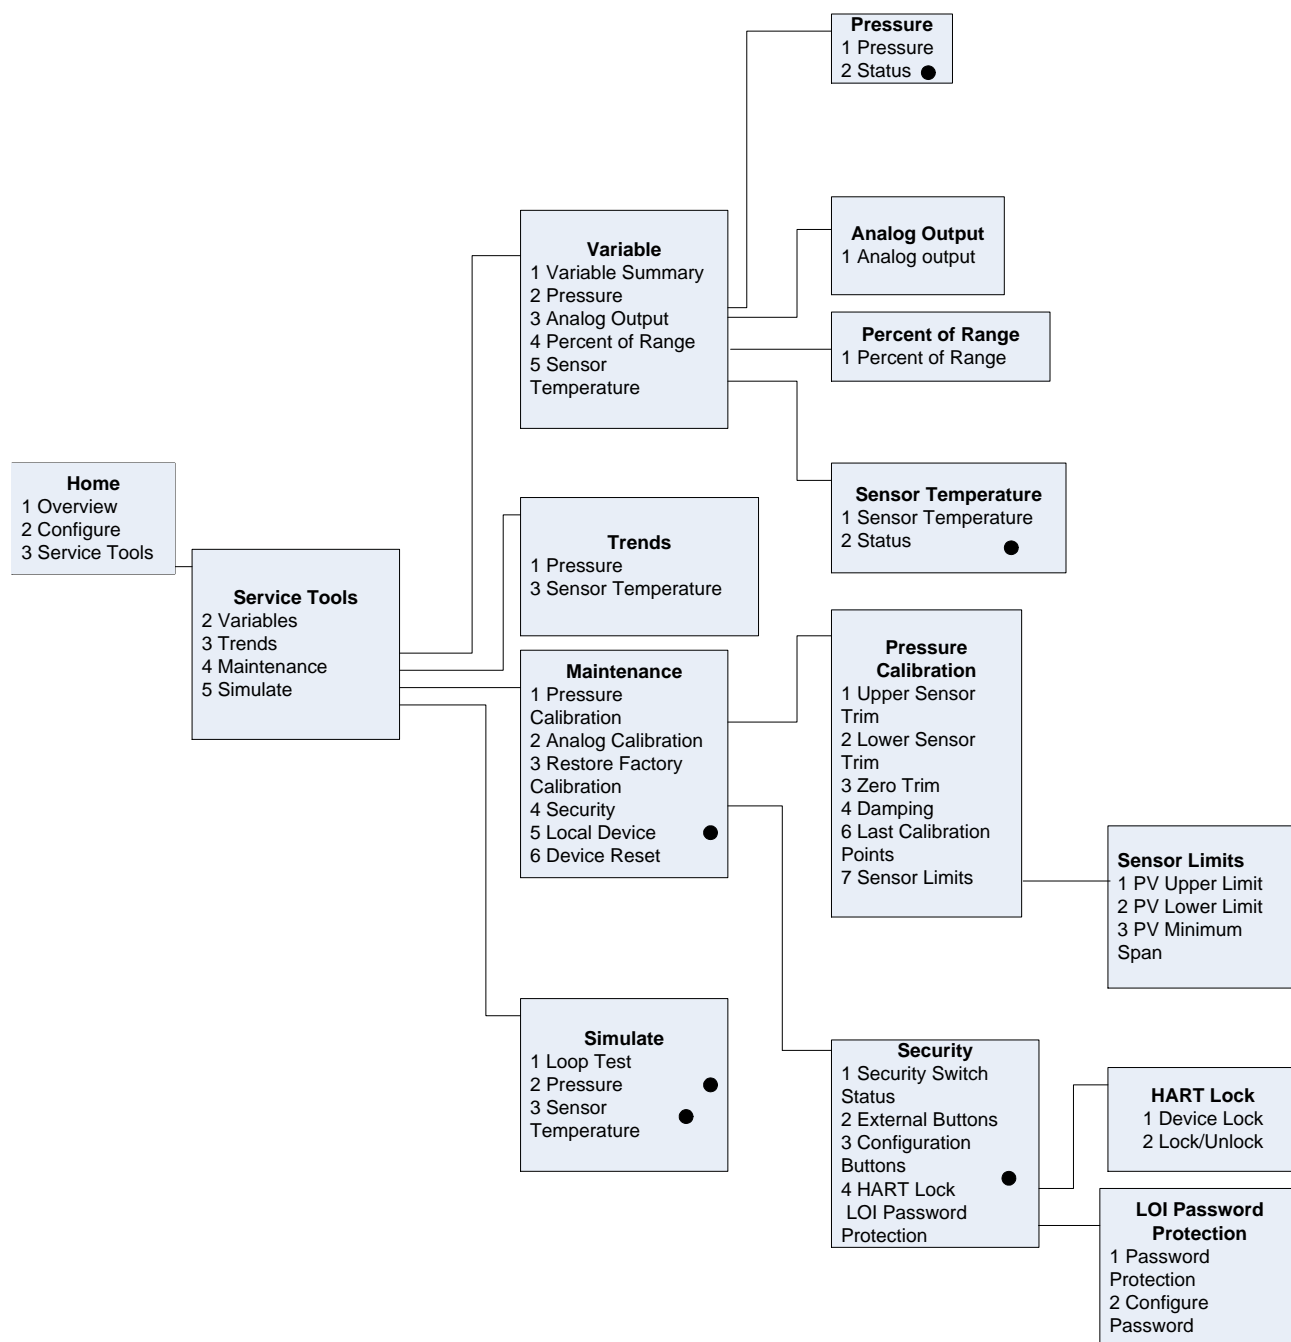 Home
1 Overview
2 Configure
3 Service Tools
Service Tools
2 Variables
3 Trends
4 Maintenance
5 Simulate
Variable
1 Variable Summary
2 Pressure
3 Analog Output
4 Percent of Range
5 Sensor
Temperature
Trends
1 Pressure
3 Sensor Temperature
Maintenance
1 Pressure
Calibration
2 Analog Calibration
3 Restore Factory
Calibration
4 Security
5 Local Device
6 Device Reset
Simulate
1 Loop Test
2 Pressure
3 Sensor
Temperature
Pressure
1 Pressure
2 Status
Analog Output
1 Analog output
Percent of Range
1 Percent of Range
Sensor Temperature
1 Sensor Temperature
2 Status
Pressure
Calibration
1 Upper Sensor
Trim
2 Lower Sensor
Trim
3 Zero Trim
4 Damping
6 Last Calibration
Points
7 Sensor Limits
Security
1 Security Switch
Status
2 External Buttons
3 Configuration
Buttons
4 HART Lock
LOI Password
Protection
Sensor Limits
1 PV Upper Limit
2 PV Lower Limit
3 PV Minimum
Span
HART Lock
1 Device Lock
2 Lock/Unlock
LOI Password
Protection
1 Password
Protection
2 Configure
Password